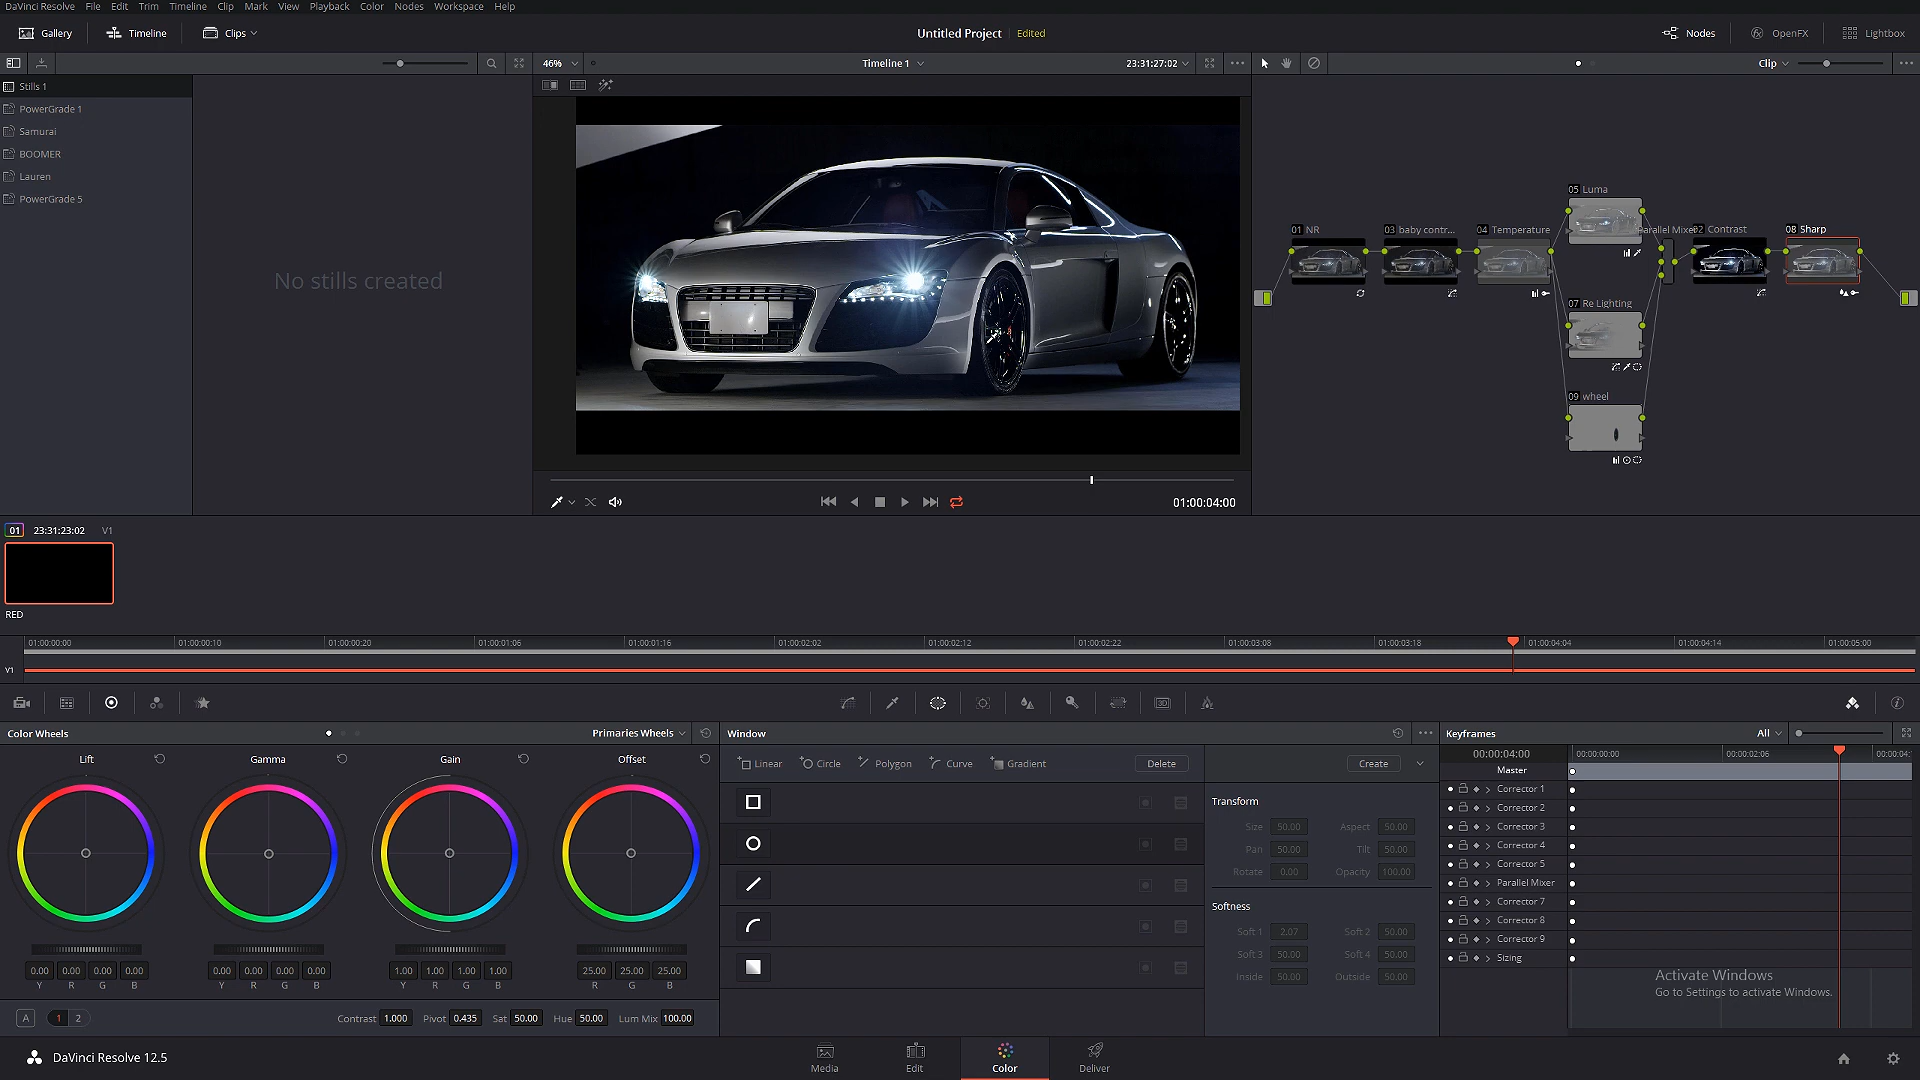 DaVinci Resolve File Edit Trim Timeline Clip Mark View Playback Color Nodes Workspace Help
Gallery Timeline Clips Untitled Project Edited Nodes OpenFX Lightbox
46% Timeline 1 23:31:27:02 Clip
Stills 1
PowerGrade 1
Samurai
BOOMER
Lauren
PowerGrade 5
No stills created
05 Luma
01 NR 03 baby contr... 04 Temperature Parallel Mixer 02 Contrast 08 Sharp
07 Re Lighting
09 wheel
01:00:04:00
01 23:31:23:02 V1
RED
01:00:00:00 01:00:00:10 01:00:00:20 01:00:01:06 01:00:01:16 01:00:02:02 01:00:02:12 01:00:02:22 01:00:03:08 01:00:03:18 01:00:04:04 01:00:04:14 01:00:05:00
V1
Color Wheels Primaries Wheels Window Keyframes All
Lift Gamma Gain Offset
Linear Circle Polygon Curve Gradient Delete Create
00:00:04:00 00:00:00:00 00:00:02:06 00:00:04:
Master
Transform
Size 50.00 Aspect 50.00
Pan 50.00 Tilt 50.00
Rotate 0.00 Opacity 100.00
Softness
Soft 1 2.07 Soft 2 50.00
Soft 3 50.00 Soft 4 50.00
Inside 50.00 Outside 50.00
Corrector 1
Corrector 2
Corrector 3
Corrector 4
Corrector 5
Parallel Mixer
Corrector 7
Corrector 8
Corrector 9
Sizing
0.00 0.00 0.00 0.00 0.00 0.00 0.00 0.00 1.00 1.00 1.00 1.00 25.00 25.00 25.00
Y R G B Y R G B Y R G B R G B
A 1 2 Contrast 1.000 Pivot 0.435 Sat 50.00 Hue 50.00 Lum Mix 100.00
Activate Windows
Go to Settings to activate Windows.
DaVinci Resolve 12.5
Media Edit Color Deliver